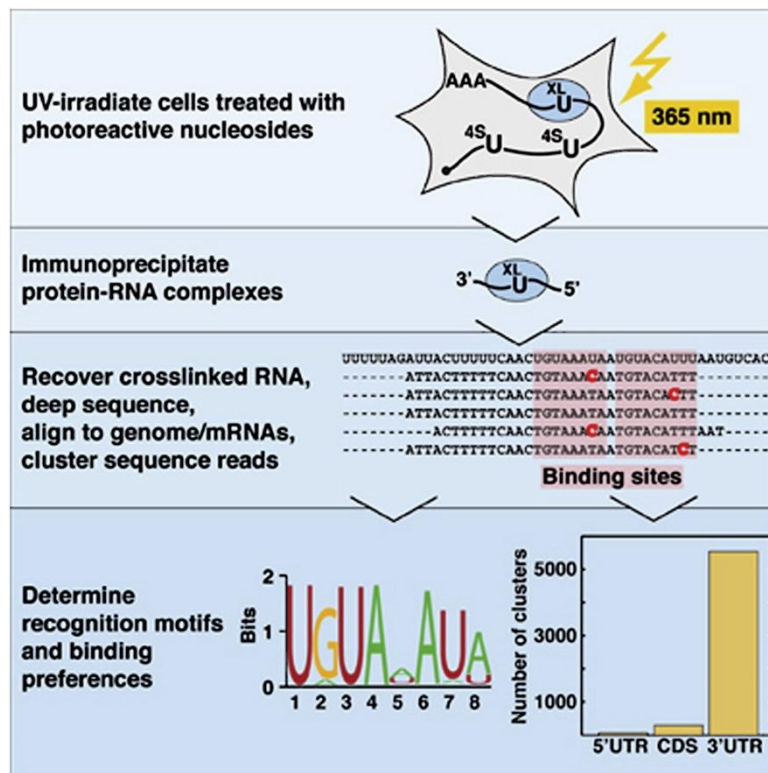 UV-irradiate cells treated with
photoreactive nucleosides
AAA
XL
U
4S
U
4S
U
365 nm
Immunoprecipitate
protein-RNA complexes
3'
XL
U
5'
Recover crosslinked RNA,
deep sequence,
align to genome/mRNAs,
cluster sequence reads
UUUUUAGAUUACUUUUUCAACUGUAAAUAAUGUACAUUUAAUGUCAC
-------ATTACTTTTTCAACTGTAAACAATGTACATTT--------
-------ATTACTTTTTCAACTGTAAATAATGTACACTT--------
-------ATTACTTTTTCAACTGTAAATAATGTACATTT--------
----------ACTTTTTCAACTGTAAACAATGTACATTTAAT-----
-------ATTACTTTTTCAACTGTAAATAATGTACATCT--------
Binding sites
Determine
recognition motifs
and binding
preferences
Bits
2
1
0
UGUA AUA
1 2 3 4 5 6 7 8
Number of clusters
5000
3000
1000
5'UTR CDS 3'UTR